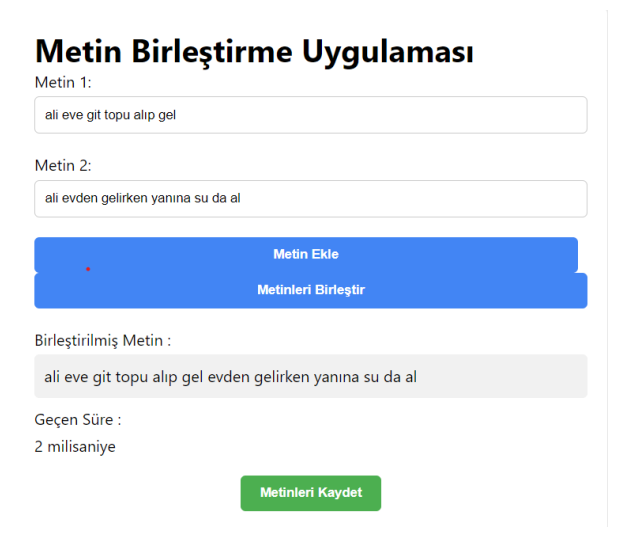 Metin Birleştirme Uygulaması
Metin 1:
ali eve git topu alıp gel
Metin 2:
ali evden gelirken yanına su da al
Metin Ekle
Metinleri Birleştir
Birleştirilmiş Metin :
ali eve git topu alıp gel evden gelirken yanına su da al
Geçen Süre :
2 milisaniye
Metinleri Kaydet